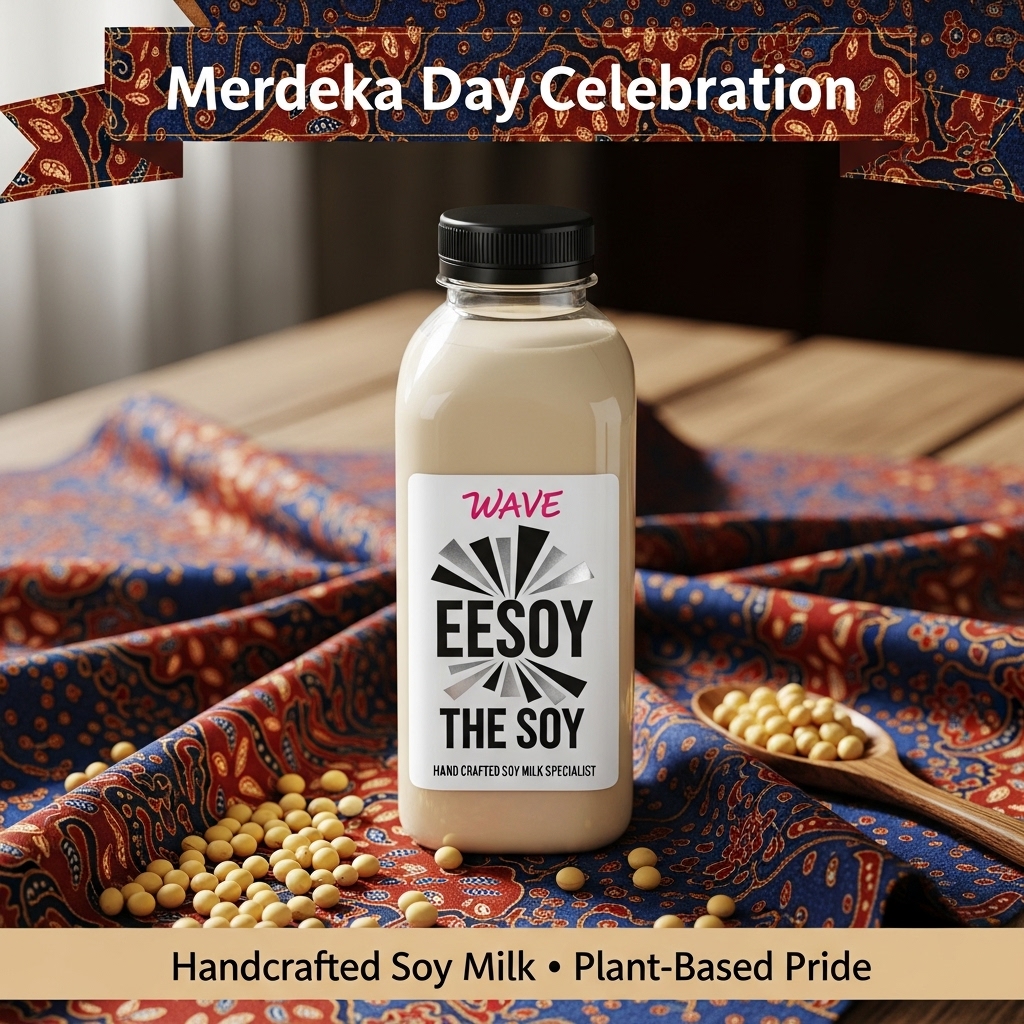 Merdeka Day Celebration
WAVE
EESOY
THE SOY
HAND CRAFTED SOY MILK SPECIALIST
Handcrafted Soy Milk • Plant-Based Pride